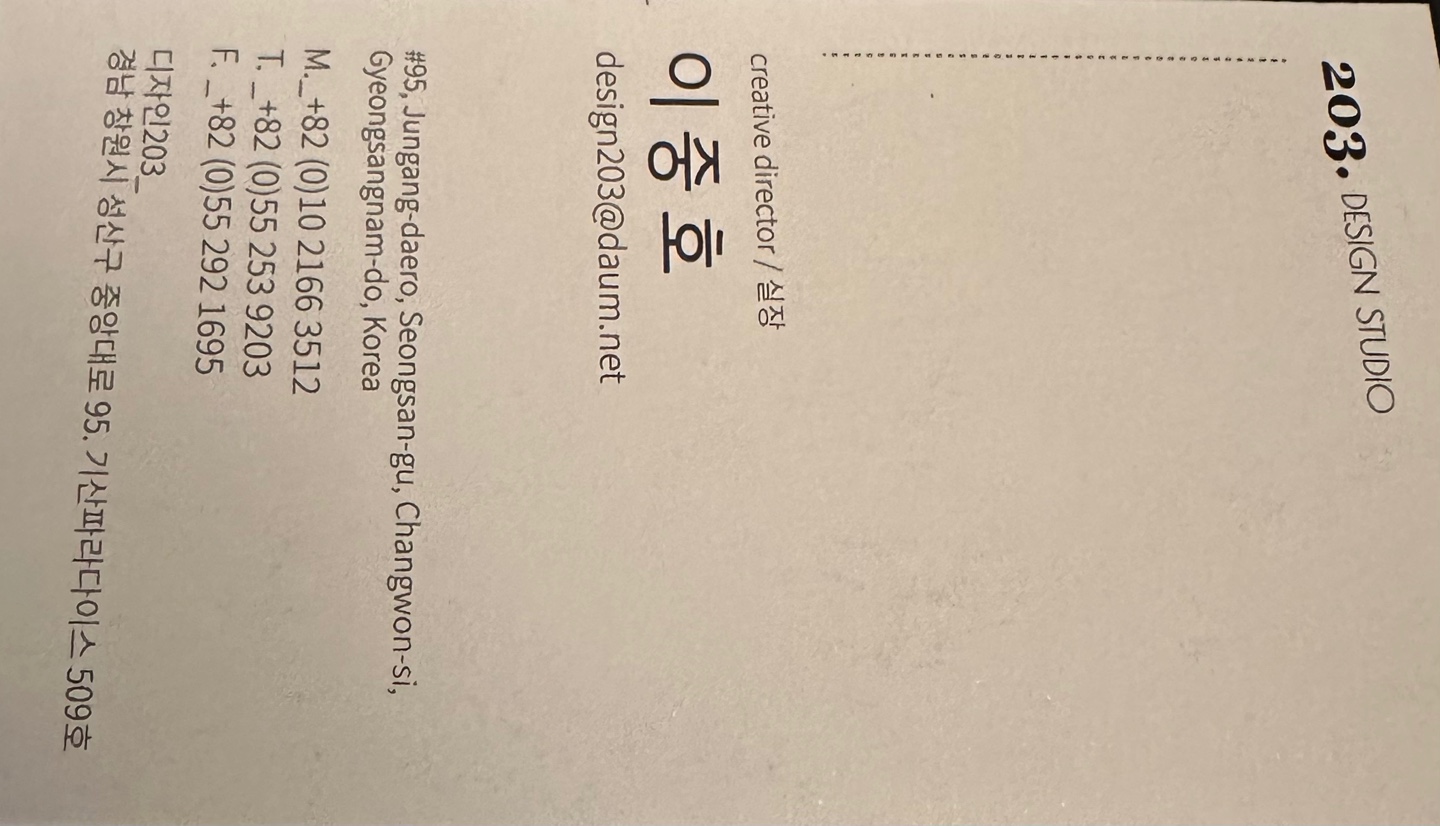 203. DESIGN STUDIO
creative director / 실장
이중호
design203@daum.net
#95, Jungang-daero, Seongsan-gu, Changwon-si,
Gyeongsangnam-do, Korea
M._+82 (0)10 2166 3512
T. _+82 (0)55 253 9203
F. _+82 (0)55 292 1695
디자인203_
경남 창원시 성산구 중앙대로 95. 기산파라다이스 509호